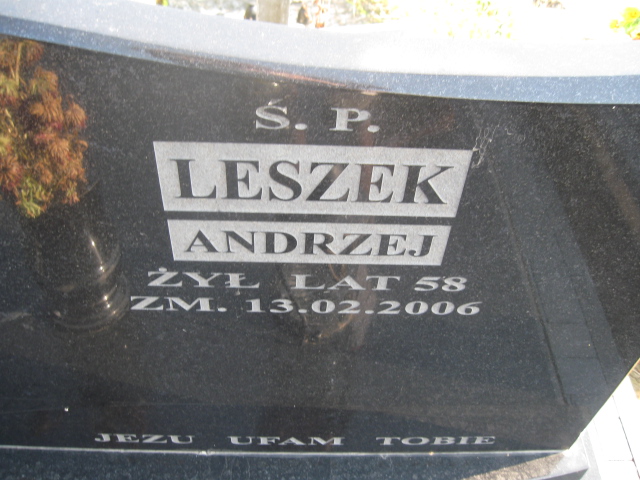 Ś. P.
LESZEK
ANDRZEJ
ŻYŁ LAT 58
ZM. 13.02.2006
JEZU UFAM TOBIE